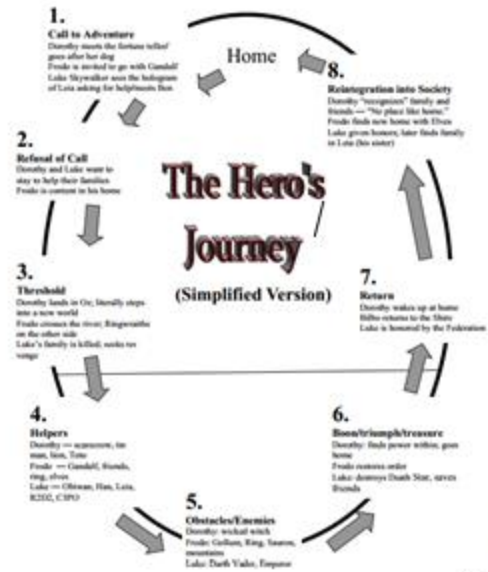 1.
Call to Adventure
Dorothy meets the fortune teller/
goes after her dog
Frodo is invited to go with Gandalf
Luke Skywalker sees the hologram
of Leia asking for help/meets Ben
Home
8.
Reintegration into Society
Dorothy "recognizes" family and
friends — "No place like home."
Frodo finds new home with Elves
Luke given honors; later finds family
in Leia (his sister)
2.
Refusal of Call
Dorothy and Luke want to
stay to help their families
Frodo is content in his home
The Hero's
Journey
(Simplified Version)
3.
Threshold
Dorothy lands in Oz; literally steps
into a new world
Frodo crosses the river; Ringwraiths
on the other side
Luke's family is killed; seeks re-
venge
7.
Return
Dorothy wakes up at home
Bilbo returns to the Shire
Luke is honored by the Federation
4.
Helpers
Dorothy — scarecrow, tin
man, lion, Toto
Frodo — Gandalf, friends,
ring, elves
Luke — Obiwan, Han, Leia,
R2D2, C3PO
6.
Boon/triumph/treasure
Dorothy: finds power within, goes
home
Frodo restores order
Luke: destroys Death Star, saves
friends
5.
Obstacles/Enemies
Dorothy: wicked witch
Frodo: Gollum, Ring, Sauron,
mountains
Luke: Darth Vader, Emperor